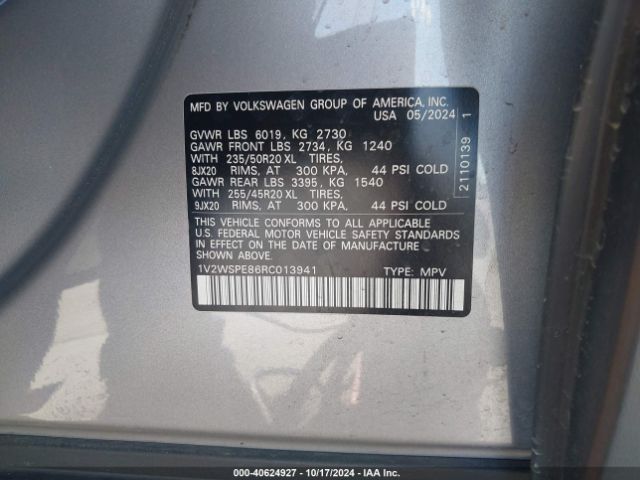 MFD BY VOLKSWAGEN GROUP OF AMERICA, INC.
USA 05/2024
GVWR LBS 6019, KG 2730
GAWR FRONT LBS 2734, KG 1240
WITH 235/50R20 XL TIRES,
8JX20 RIMS, AT 300 KPA, 44 PSI COLD
GAWR REAR LBS 3395, KG 1540
WITH 255/45R20 XL TIRES,
9JX20 RIMS, AT 300 KPA, 44 PSI COLD
THIS VEHICLE CONFORMS TO ALL APPLICABLE
U.S. FEDERAL MOTOR VEHICLE SAFETY STANDARDS
IN EFFECT ON THE DATE OF MANUFACTURE
SHOWN ABOVE.
1V2WSPE86RC013941 TYPE: MPV
2110139 1
000-40624927 - 10/17/2024 - IAA Inc.